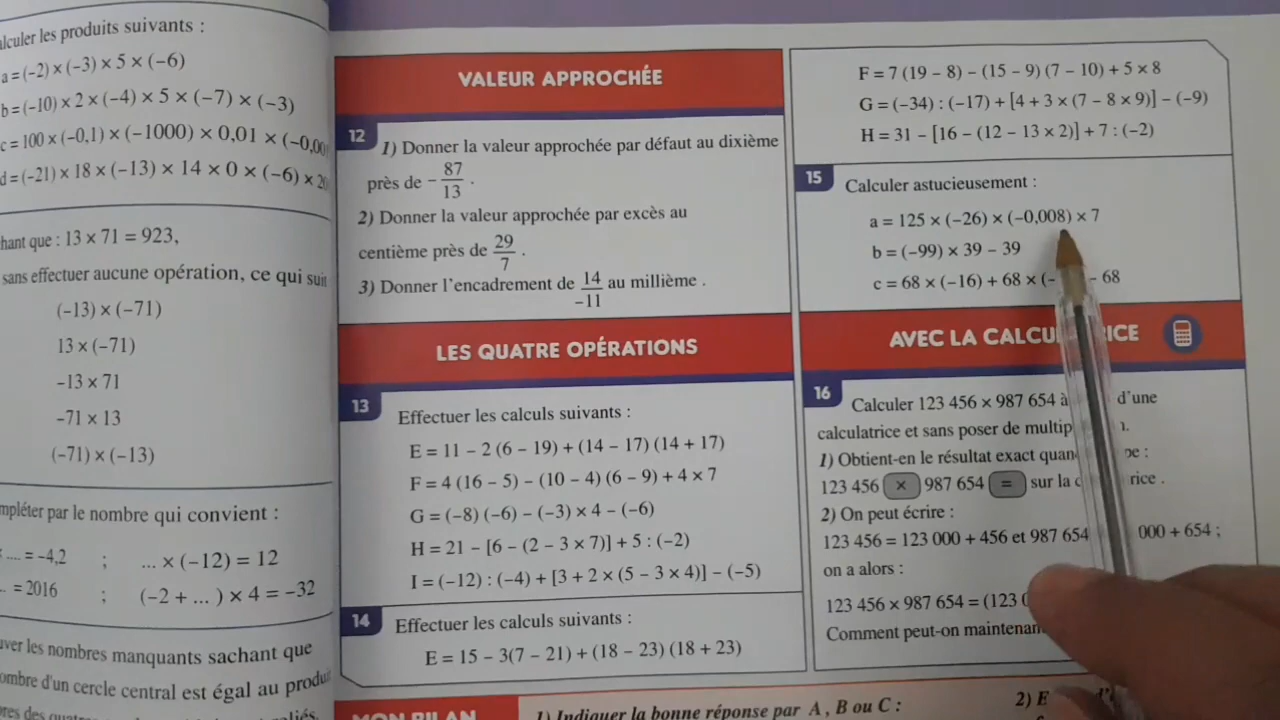 lculer les produits suivants :
a = (−2) × (−3) × 5 × (−6)
b = (−10) × 2 × (−4) × 5 × (−7) × (−3)
c = 100 × (−0,1) × (−1000) × 0,01 × (−0,00
d = (−21) × 18 × (−13) × 14 × 0 × (−6) × 20
hant que : 13 × 71 = 923,
sans effectuer aucune opération, ce qui suit
(−13) × (−71)
13 × (−71)
−13 × 71
−71 × 13
(−71) × (−13)
mpléter par le nombre qui convient :
.... = −4,2 ; ... × (−12) = 12
.. = 2016 ; (−2 + ... ) × 4 = −32
uver les nombres manquants sachant que
ombre d'un cercle central est égal au produi
VALEUR APPROCHÉE
12 1) Donner la valeur approchée par défaut au dixième
près de − 87/13 .
2) Donner la valeur approchée par excès au
centième près de 29/7 .
3) Donner l'encadrement de 14/−11 au millième .
LES QUATRE OPÉRATIONS
13 Effectuer les calculs suivants :
E = 11 − 2 (6 − 19) + (14 − 17) (14 + 17)
F = 4 (16 − 5) − (10 − 4) (6 − 9) + 4 × 7
G = (−8) (−6) − (−3) × 4 − (−6)
H = 21 − [6 − (2 − 3 × 7)] + 5 : (−2)
I = (−12) : (−4) + [3 + 2 × (5 − 3 × 4)] − (−5)
14 Effectuer les calculs suivants :
E = 15 − 3(7 − 21) + (18 − 23) (18 + 23)
F = 7 (19 − 8) − (15 − 9) (7 − 10) + 5 × 8
G = (−34) : (−17) + [4 + 3 × (7 − 8 × 9)] − (−9)
H = 31 − [16 − (12 − 13 × 2)] + 7 : (−2)
15 Calculer astucieusement :
a = 125 × (−26) × (−0,008) × 7
b = (−99) × 39 − 39
c = 68 × (−16) + 68 × (− − 68
AVEC LA CALCU RICE
16 Calculer 123 456 × 987 654 à d'une
calculatrice et sans poser de multip
1) Obtient-en le résultat exact quan pe :
123 456 × 987 654 = sur la c rice .
2) On peut écrire :
123 456 = 123 000 + 456 et 987 654 000 + 654 ;
on a alors :
123 456 × 987 654 = (123 0
Comment peut-on maintenan
MON BILAN
1) Indiquer la bonne réponse par A , B ou C :
2) E